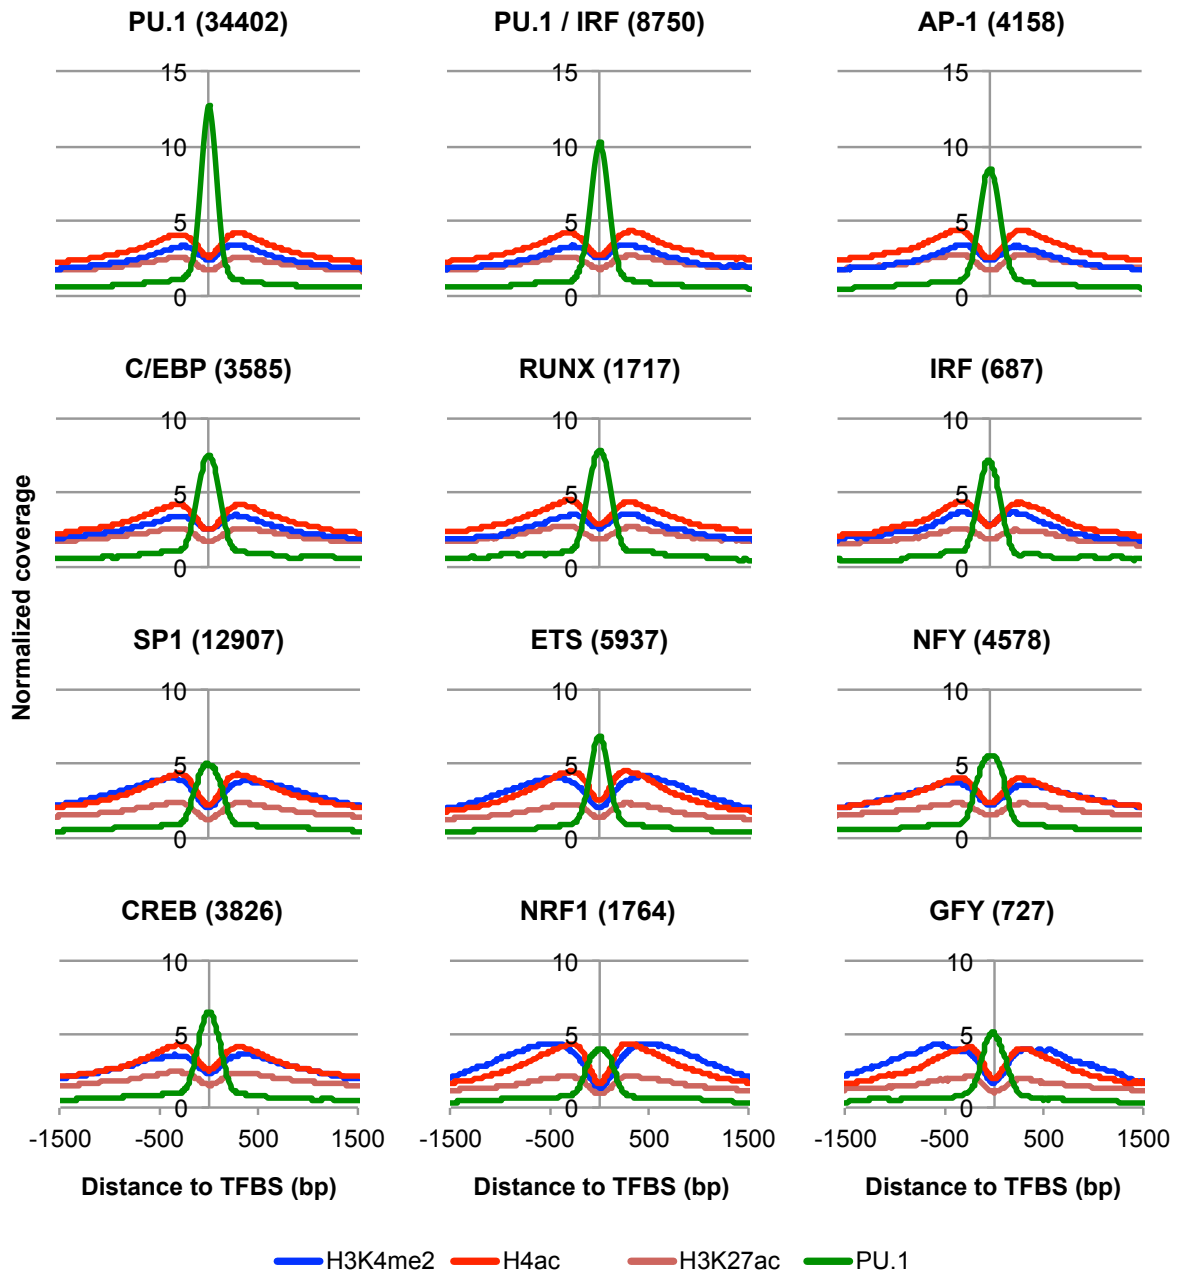 PU.1 (34402) PU.1 / IRF (8750) AP-1 (4158)
15 15 15
10 10 10
5 5 5
0 0 0
C/EBP (3585) RUNX (1717) IRF (687)
10 10 10
5 5 5
0 0 0
Normalized coverage
SP1 (12907) ETS (5937) NFY (4578)
10 10 10
5 5 5
0 0 0
CREB (3826) NRF1 (1764) GFY (727)
10 10 10
5 5 5
0 0 0
-1500 -500 500 1500 -1500 -500 500 1500 -1500 -500 500 1500
Distance to TFBS (bp) Distance to TFBS (bp) Distance to TFBS (bp)
H3K4me2 H4ac H3K27ac PU.1